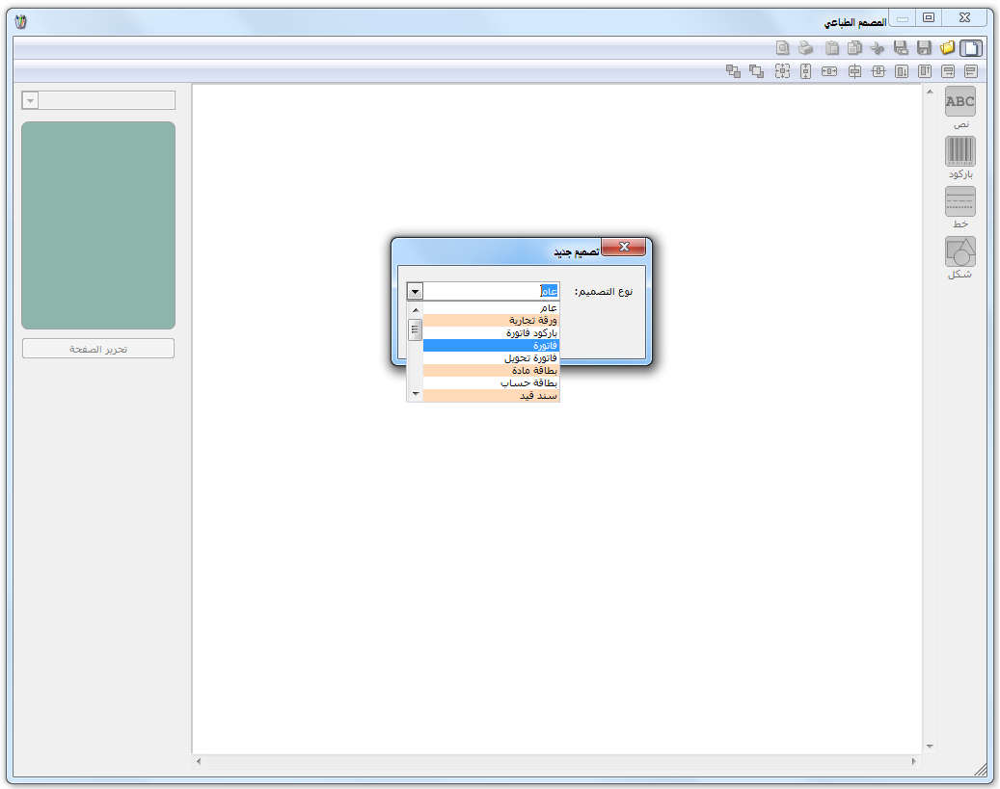 المصمم الطباعي
ABC
نص
باركود
خط
شكل
تحرير الصفحة
تصميم جديد
نوع التصميم:
عام
عام
ورقة تجارية
باركود فاتورة
فاتورة
فاتورة تحويل
بطاقة مادة
بطاقة حساب
سند قيد